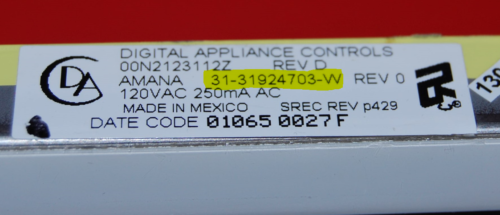 DIGITAL APPLIANCE CONTROLS
00N2123112Z REV D
AMANA 31-31924703-W REV 0
120VAC 250mA AC
MADE IN MEXICO SREC REV p429
DATE CODE 01065 0027F